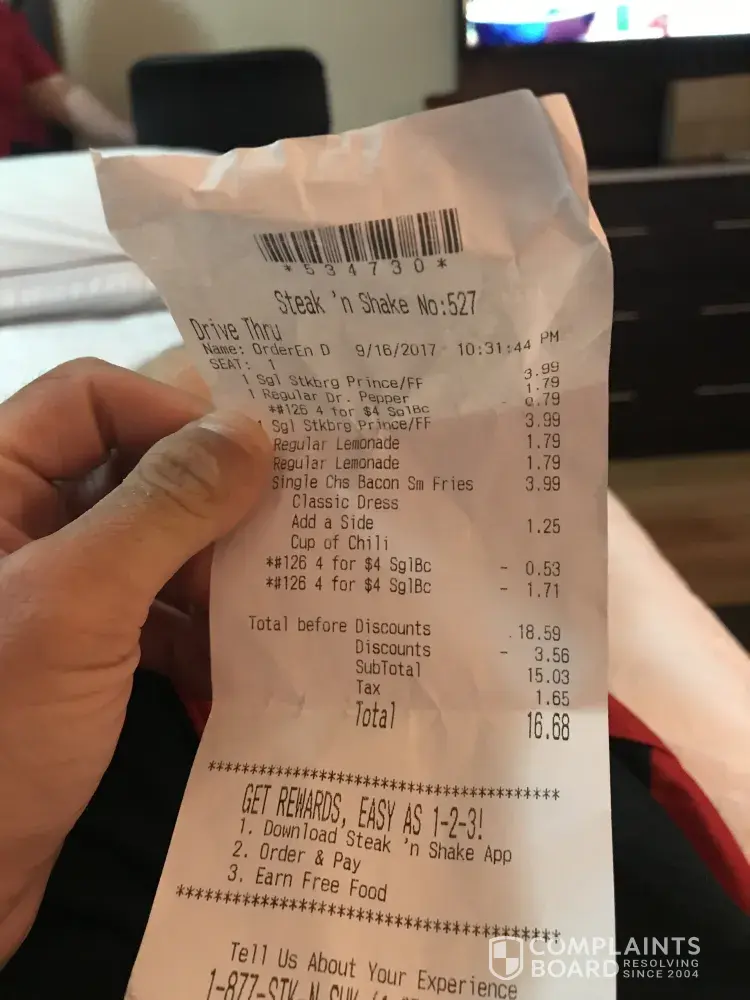 *534730*
Steak 'n Shake No:527
Drive Thru
Name: OrderEn D 9/16/2017 10:31:44 PM
SEAT: 1
1 Sgl Stkbrg Prince/FF 3.99
1 Regular Dr. Pepper 1.79
*#126 4 for $4 SglBc - 0.79
1 Sgl Stkbrg Prince/FF 3.99
Regular Lemonade 1.79
Regular Lemonade 1.79
Single Chs Bacon Sm Fries 3.99
Classic Dress
Add a Side 1.25
Cup of Chili
*#126 4 for $4 SglBc - 0.53
*#126 4 for $4 SglBc - 1.71
Total before Discounts 18.59
Discounts - 3.56
SubTotal 15.03
Tax 1.65
Total 16.68
************************************
GET REWARDS, EASY AS 1-2-3!
1. Download Steak 'n Shake App
2. Order & Pay
3. Earn Free Food
************************************
Tell Us About Your Experience
1-877-STK-N-SHK
COMPLAINTS
BOARD RESOLVING SINCE 2004